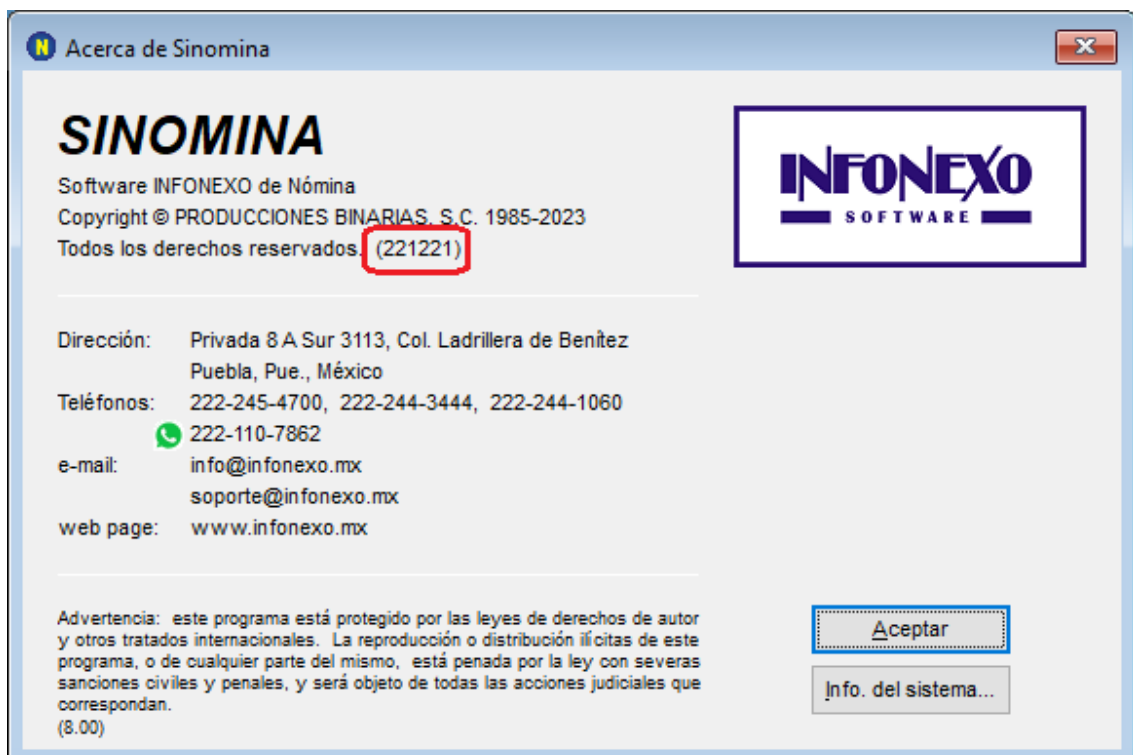 Acerca de Sinomina
SINOMINA
Software INFONEXO de Nómina
Copyright © PRODUCCIONES BINARIAS, S.C. 1985-2023
Todos los derechos reservados. (221221)
INFONEXO
SOFTWARE
Dirección: Privada 8 A Sur 3113, Col. Ladrillera de Benítez
Puebla, Pue., México
Teléfonos: 222-245-4700, 222-244-3444, 222-244-1060
222-110-7862
e-mail: info@infonexo.mx
soporte@infonexo.mx
web page: www.infonexo.mx
Advertencia: este programa está protegido por las leyes de derechos de autor
y otros tratados internacionales. La reproducción o distribución ilícitas de este
programa, o de cualquier parte del mismo, está penada por la ley con severas
sanciones civiles y penales, y será objeto de todas las acciones judiciales que
correspondan.
(8.00)
Aceptar
Info. del sistema...